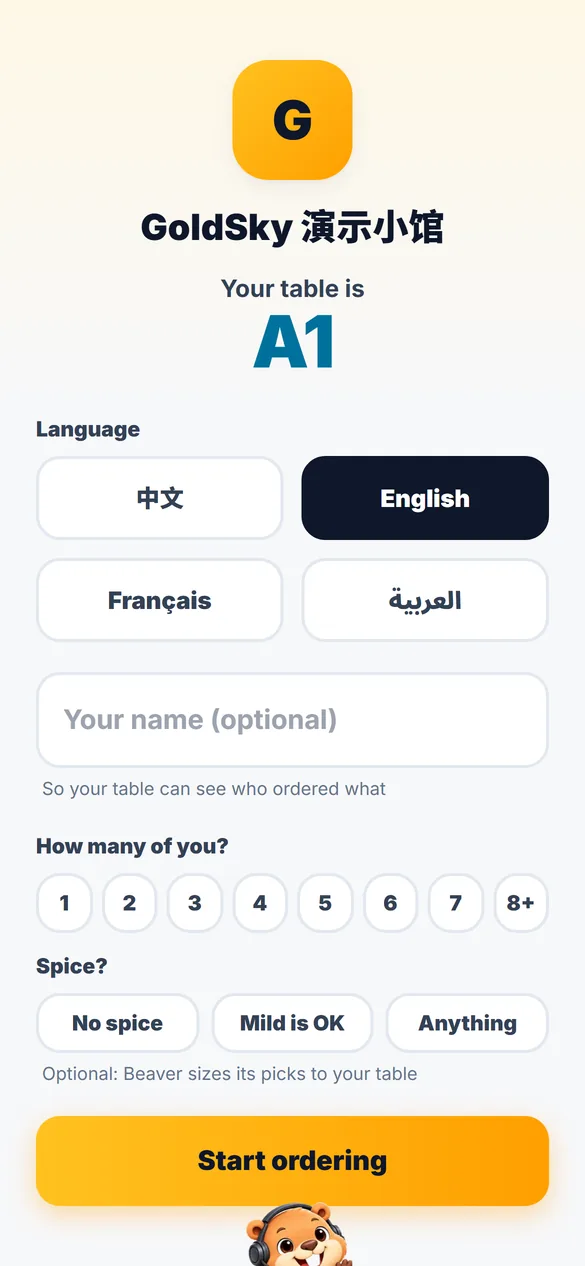 G
GoldSky 演示小馆
Your table is
A1
Language
中文
English
Français
العربية
Your name (optional)
So your table can see who ordered what
How many of you?
1 2 3 4 5 6 7 8+
Spice?
No spice
Mild is OK
Anything
Optional: Beaver sizes its picks to your table
Start ordering